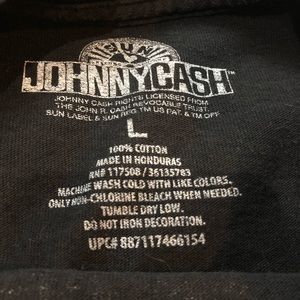 SUN
JOHNNY CASH™
JOHNNY CASH RIGHTS LICENSED FROM
THE JOHN R. CASH REVOCABLE TRUST.
SUN LABEL & SUN REG. TM US PAT. & TM OFF.
L
100% COTTON
MADE IN HONDURAS
RN# 117508 / 36135783
MACHINE WASH COLD WITH LIKE COLORS.
ONLY NON-CHLORINE BLEACH WHEN NEEDED.
TUMBLE DRY LOW.
DO NOT IRON DECORATION.
UPC# 887117466154